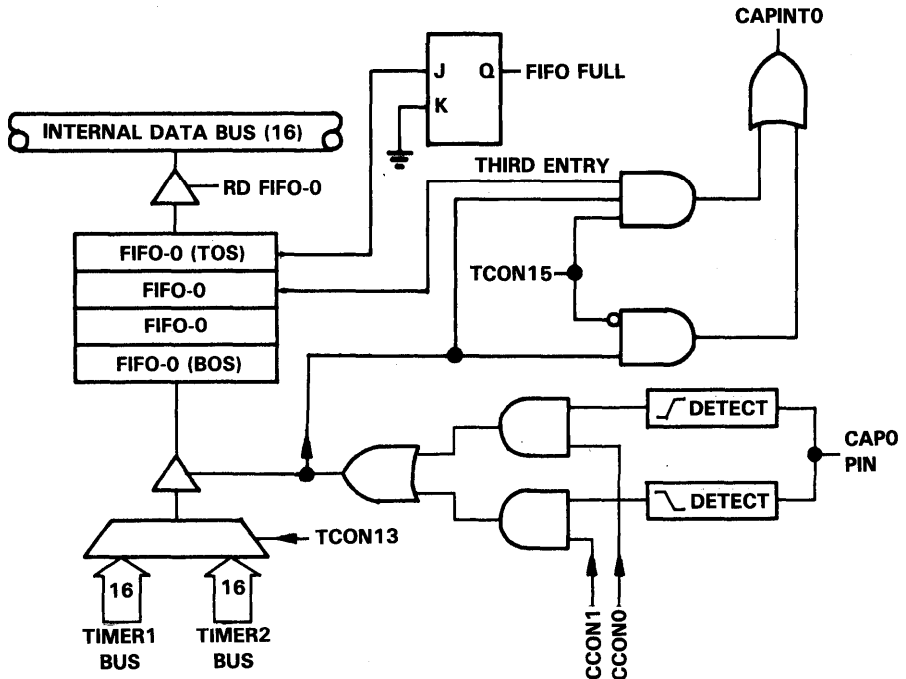 CAPINT0
J Q FIFO FULL
K
INTERNAL DATA BUS (16)
THIRD ENTRY
RD FIFO-0
FIFO-0 (TOS)
FIFO-0
FIFO-0
FIFO-0 (BOS)
TCON15
DETECT
CAP0
PIN
DETECT
TCON13
16
16
TIMER1
BUS
TIMER2
BUS
CCON1
CCON0